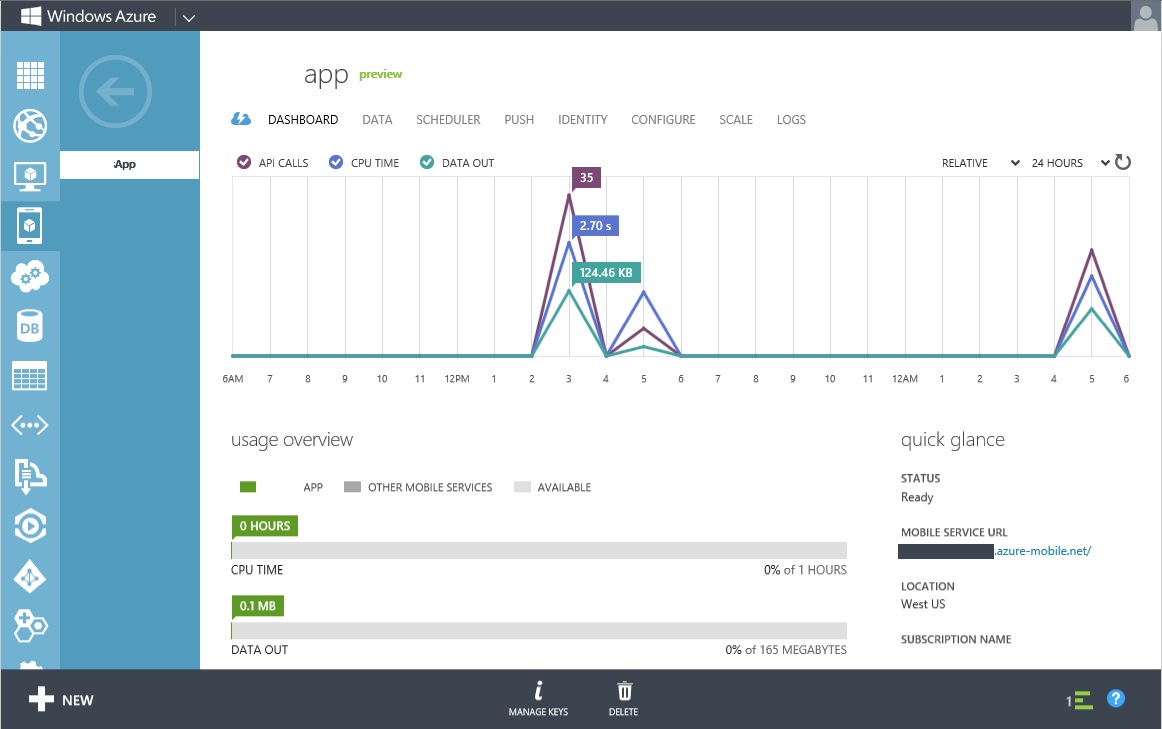 Windows Azure
app preview
DASHBOARD DATA SCHEDULER PUSH IDENTITY CONFIGURE SCALE LOGS
App
API CALLS CPU TIME DATA OUT RELATIVE 24 HOURS
35
2.70 s
124.46 KB
DB
6AM 7 8 9 10 11 12PM 1 2 3 4 5 6 7 8 9 10 11 12AM 1 2 3 4 5 6
usage overview
APP OTHER MOBILE SERVICES AVAILABLE
0 HOURS
CPU TIME 0% of 1 HOURS
0.1 MB
DATA OUT 0% of 165 MEGABYTES
quick glance
STATUS
Ready
MOBILE SERVICE URL
.azure-mobile.net/
LOCATION
West US
SUBSCRIPTION NAME
NEW
MANAGE KEYS
DELETE
1
?